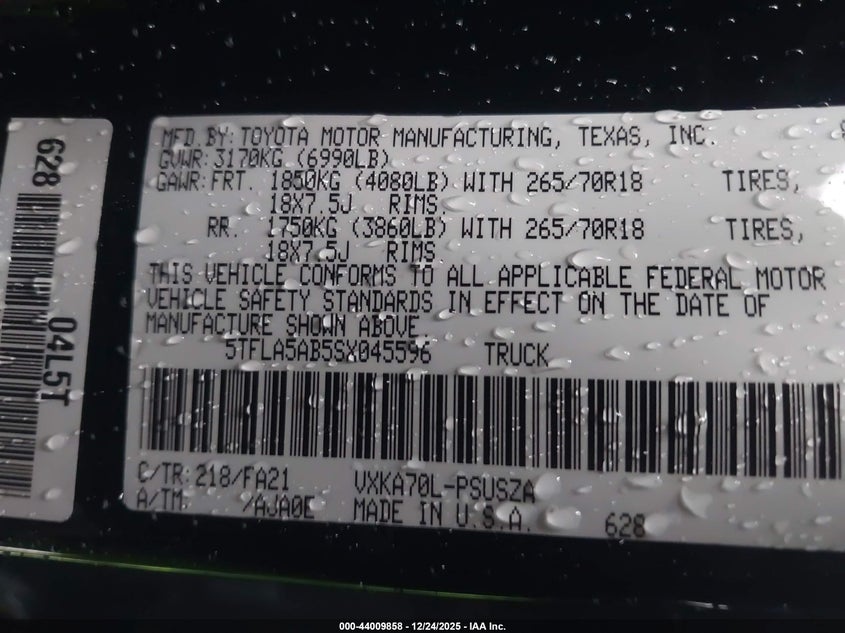 628
04L5T
MFD.BY:TOYOTA MOTOR MANUFACTURING, TEXAS, INC.
GVWR:3170KG (6990LB)
GAWR:FRT. 1850KG (4080LB) WITH 265/70R18 TIRES,
18X7.5J RIMS
RR. 1750KG (3860LB) WITH 265/70R18 TIRES,
18X7.5J RIMS
THIS VEHICLE CONFORMS TO ALL APPLICABLE FEDERAL MOTOR
VEHICLE SAFETY STANDARDS IN EFFECT ON THE DATE OF
MANUFACTURE SHOWN ABOVE
5TFLA5AB5SX045596 TRUCK
C/TR:218/FA21 VXKA70L-PSUSZA
A/TM. /AJA0E MADE IN U.S.A. 628
000-44009858 - 12/24/2025 - IAA Inc.